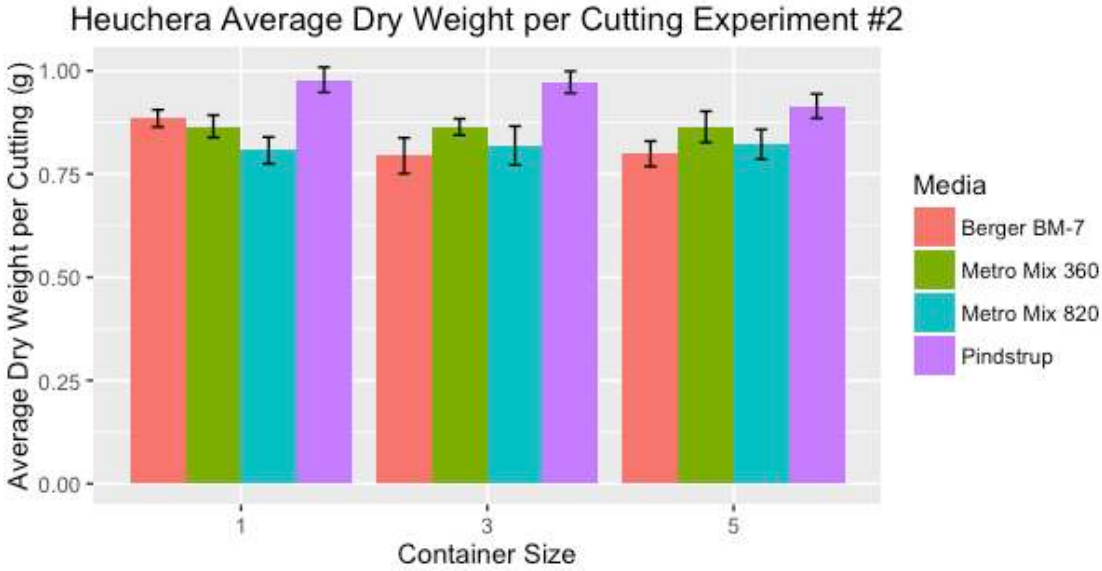 Heuchera Average Dry Weight per Cutting Experiment #2
Average Dry Weight per Cutting (g)
1.00
0.75
0.50
0.25
0.00
1
3
5
Container Size
Media
Berger BM-7
Metro Mix 360
Metro Mix 820
Pindstrup